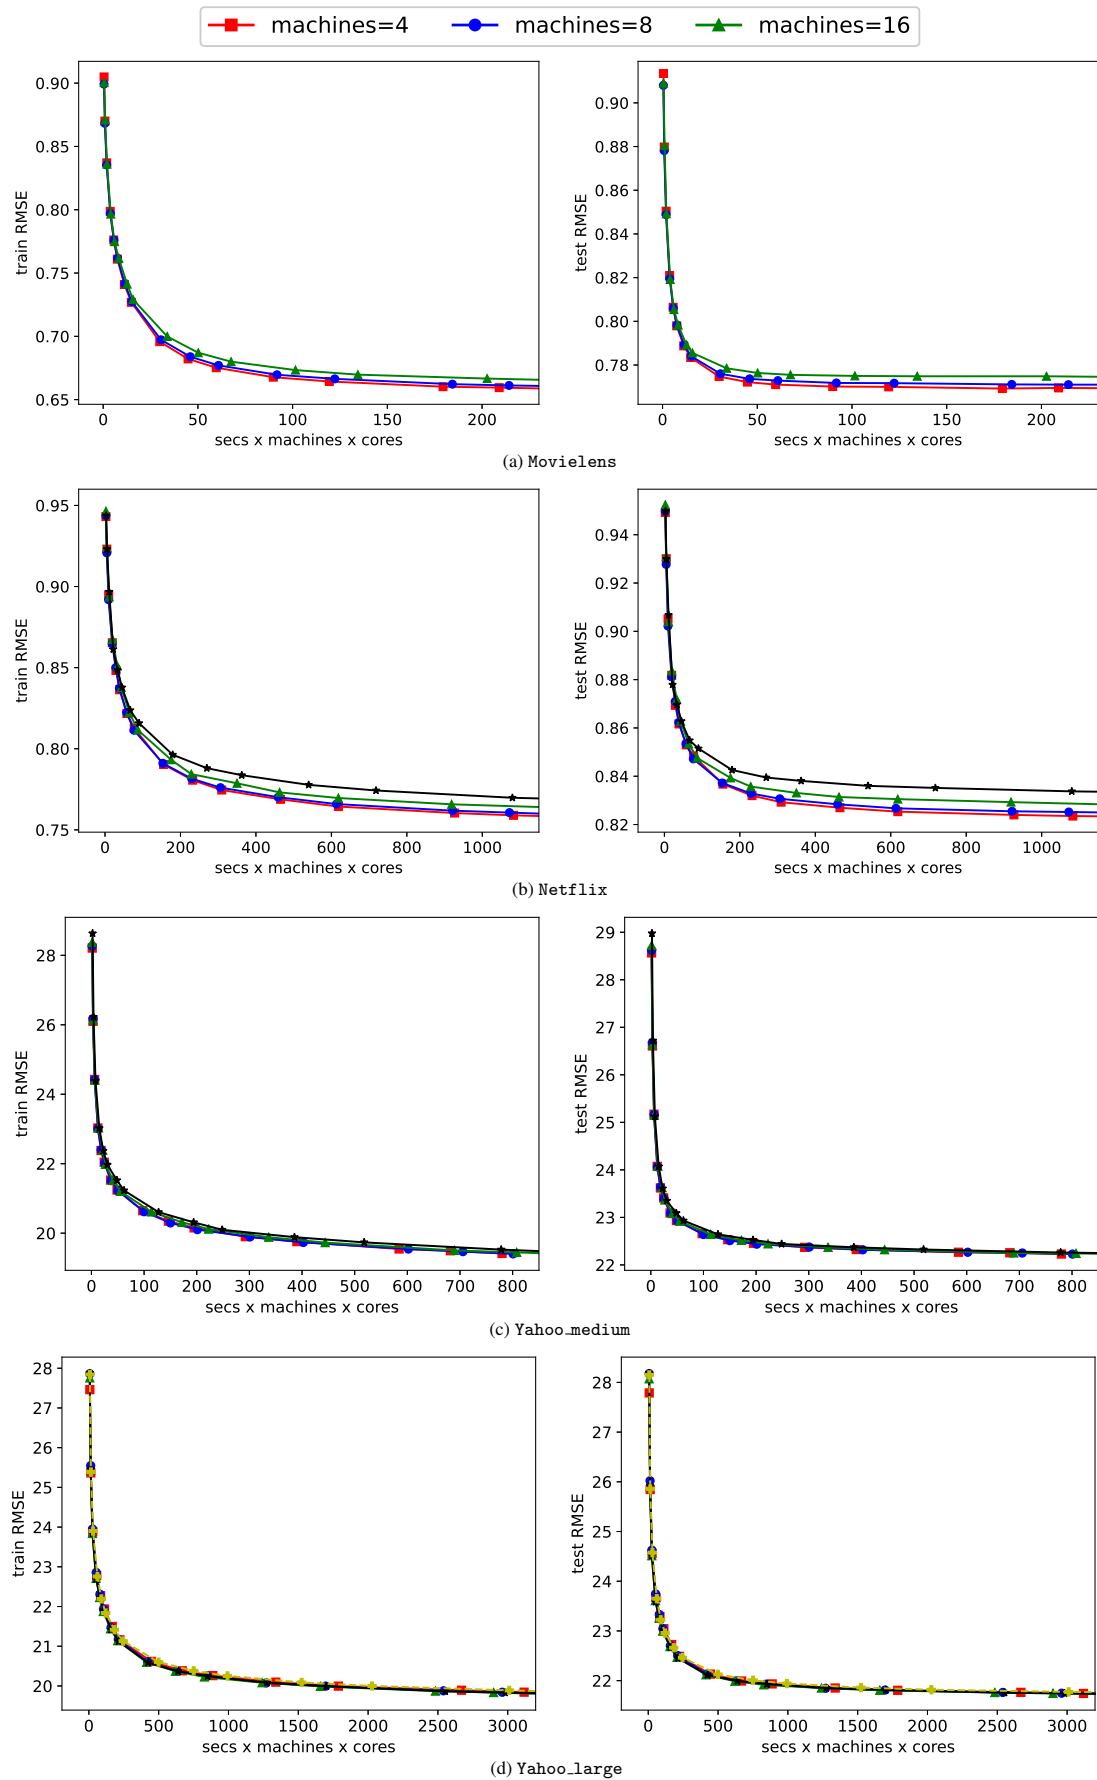 machines=4 machines=8 machines=16
0.90
0.85
0.80
0.75
0.70
0.65
train RMSE
0 50 100 150 200
secs x machines x cores
0.90
0.88
0.86
0.84
0.82
0.80
0.78
test RMSE
0 50 100 150 200
secs x machines x cores
(a) Movielens
0.95
0.90
0.85
0.80
0.75
train RMSE
0 200 400 600 800 1000
secs x machines x cores
0.94
0.92
0.90
0.88
0.86
0.84
0.82
test RMSE
0 200 400 600 800 1000
secs x machines x cores
(b) Netflix
28
26
24
22
20
train RMSE
0 100 200 300 400 500 600 700 800
secs x machines x cores
29
28
27
26
25
24
23
22
test RMSE
0 100 200 300 400 500 600 700 800
secs x machines x cores
(c) Yahoo_medium
28
27
26
25
24
23
22
21
20
train RMSE
0 500 1000 1500 2000 2500 3000
secs x machines x cores
28
27
26
25
24
23
22
test RMSE
0 500 1000 1500 2000 2500 3000
secs x machines x cores
(d) Yahoo_large